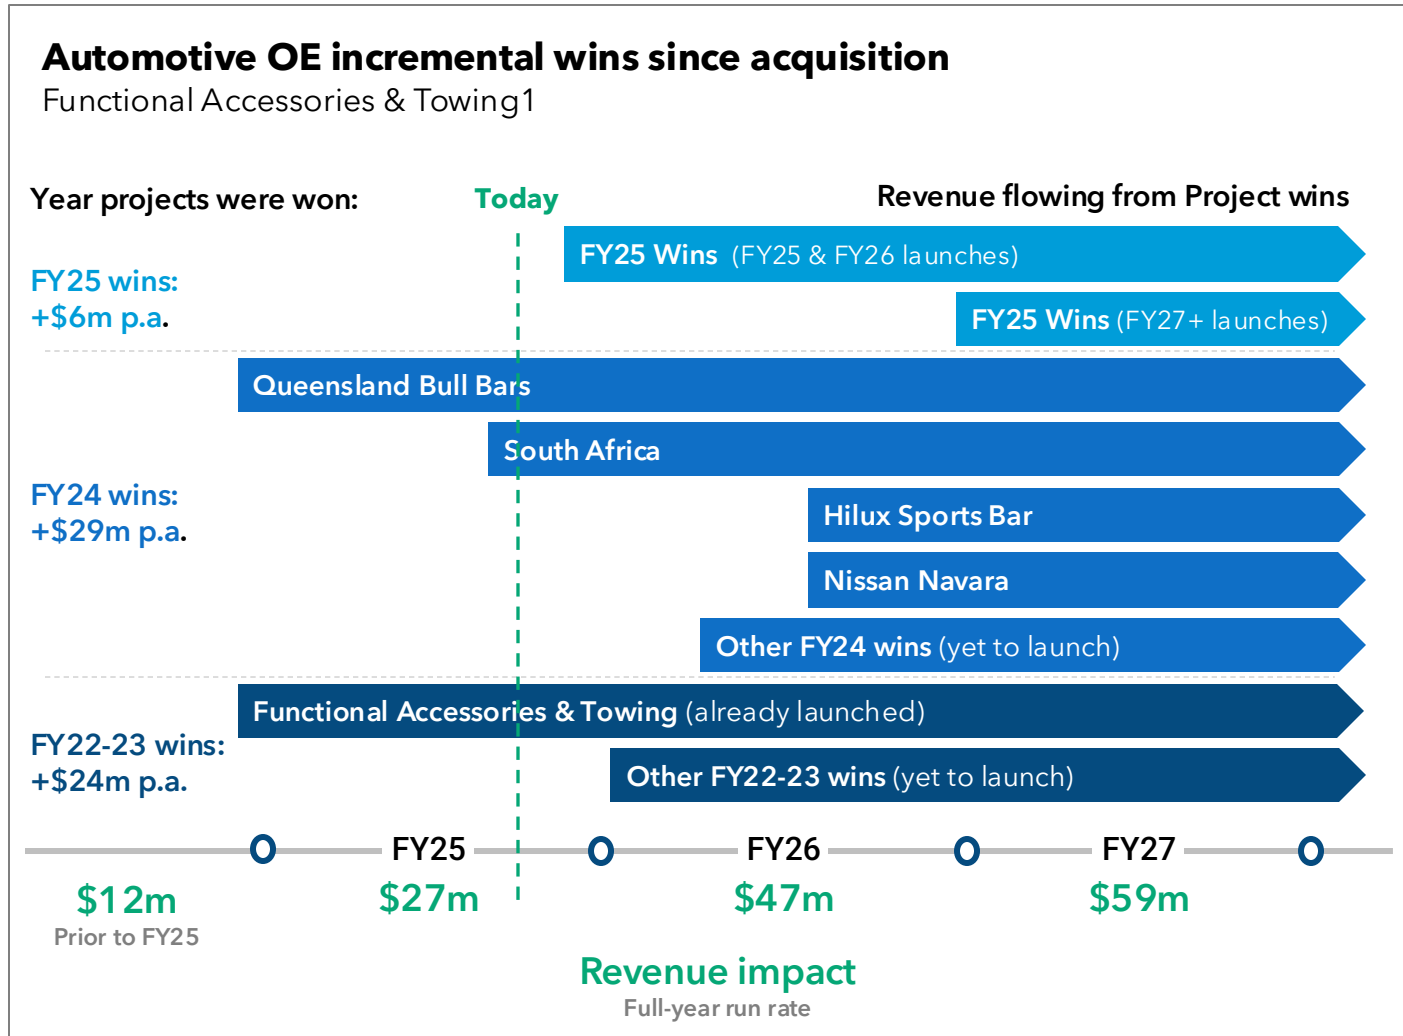 Automotive OE incremental wins since acquisition
Functional Accessories & Towing1
Year projects were won:
Today
Revenue flowing from Project wins
FY25 wins:
+$6m p.a.
FY25 Wins (FY25 & FY26 launches)
FY25 Wins (FY27+ launches)
FY24 wins:
+$29m p.a.
Queensland Bull Bars
South Africa
Hilux Sports Bar
Nissan Navara
Other FY24 wins (yet to launch)
FY22-23 wins:
+$24m p.a.
Functional Accessories & Towing (already launched)
Other FY22-23 wins (yet to launch)
FY25
FY26
FY27
$12m
$27m
$47m
$59m
Prior to FY25
Revenue impact
Full-year run rate